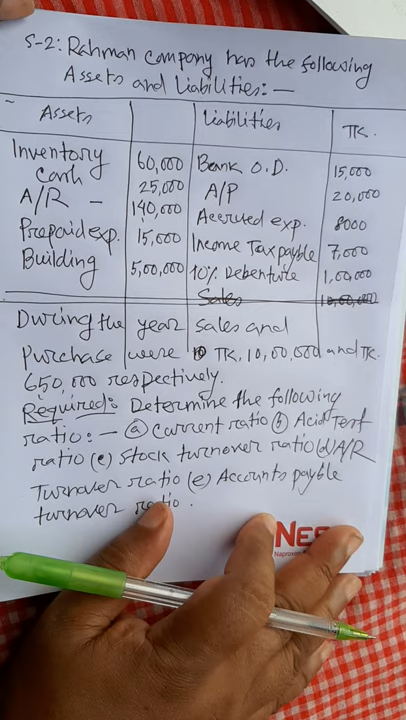 S-2: Rahman Company has the following
Assets and Liabilities:—
Assets Liabilities TK.
Inventory 60,000 Bank O.D. 15,000
Cash 25,000 A/P 20,000
A/R - 140,000 Accrued exp. 8000
Prepaid exp. 15,000 Income Tax payable 7,000
Building 5,00,000 10% Debenture 1,00,000
Sales 10,00,000
During the year sales and
Purchase were TK. 10,00,000 and TK.
650,000 respectively.
Required: Determine the following
ratio:— (a) Current ratio (b) Acid Test
ratio (c) Stock turnover ratio (d) A/R
Turnover ratio (e) Accounts payble
turnover ratio.
NES
Naproxen